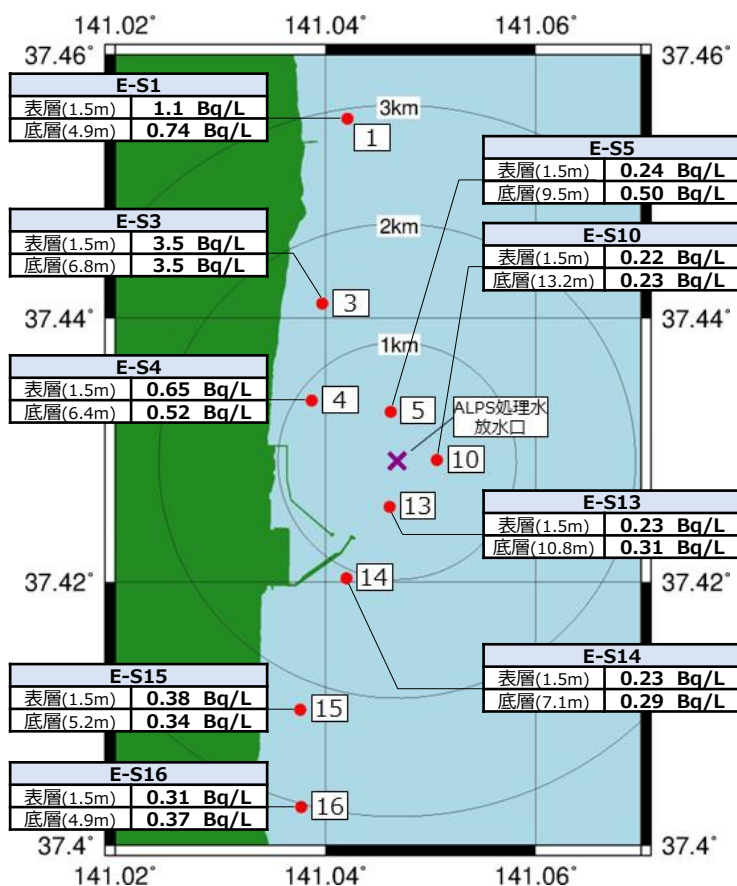 141.02° 141.04° 141.06°
37.46° 37.46°
E-S1
表層(1.5m) 1.1 Bq/L
底層(4.9m) 0.74 Bq/L
3km
1
E-S5
表層(1.5m) 0.24 Bq/L
底層(9.5m) 0.50 Bq/L
E-S3
表層(1.5m) 3.5 Bq/L
底層(6.8m) 3.5 Bq/L
2km
E-S10
表層(1.5m) 0.22 Bq/L
底層(13.2m) 0.23 Bq/L
3
37.44° 37.44°
1km
E-S4
表層(1.5m) 0.65 Bq/L
底層(6.4m) 0.52 Bq/L
4
5
ALPS処理水
放水口
10
13
E-S13
表層(1.5m) 0.23 Bq/L
底層(10.8m) 0.31 Bq/L
14
37.42° 37.42°
E-S14
表層(1.5m) 0.23 Bq/L
底層(7.1m) 0.29 Bq/L
E-S15
表層(1.5m) 0.38 Bq/L
底層(5.2m) 0.34 Bq/L
15
E-S16
表層(1.5m) 0.31 Bq/L
底層(4.9m) 0.37 Bq/L
16
37.4° 37.4°
141.02° 141.04° 141.06°